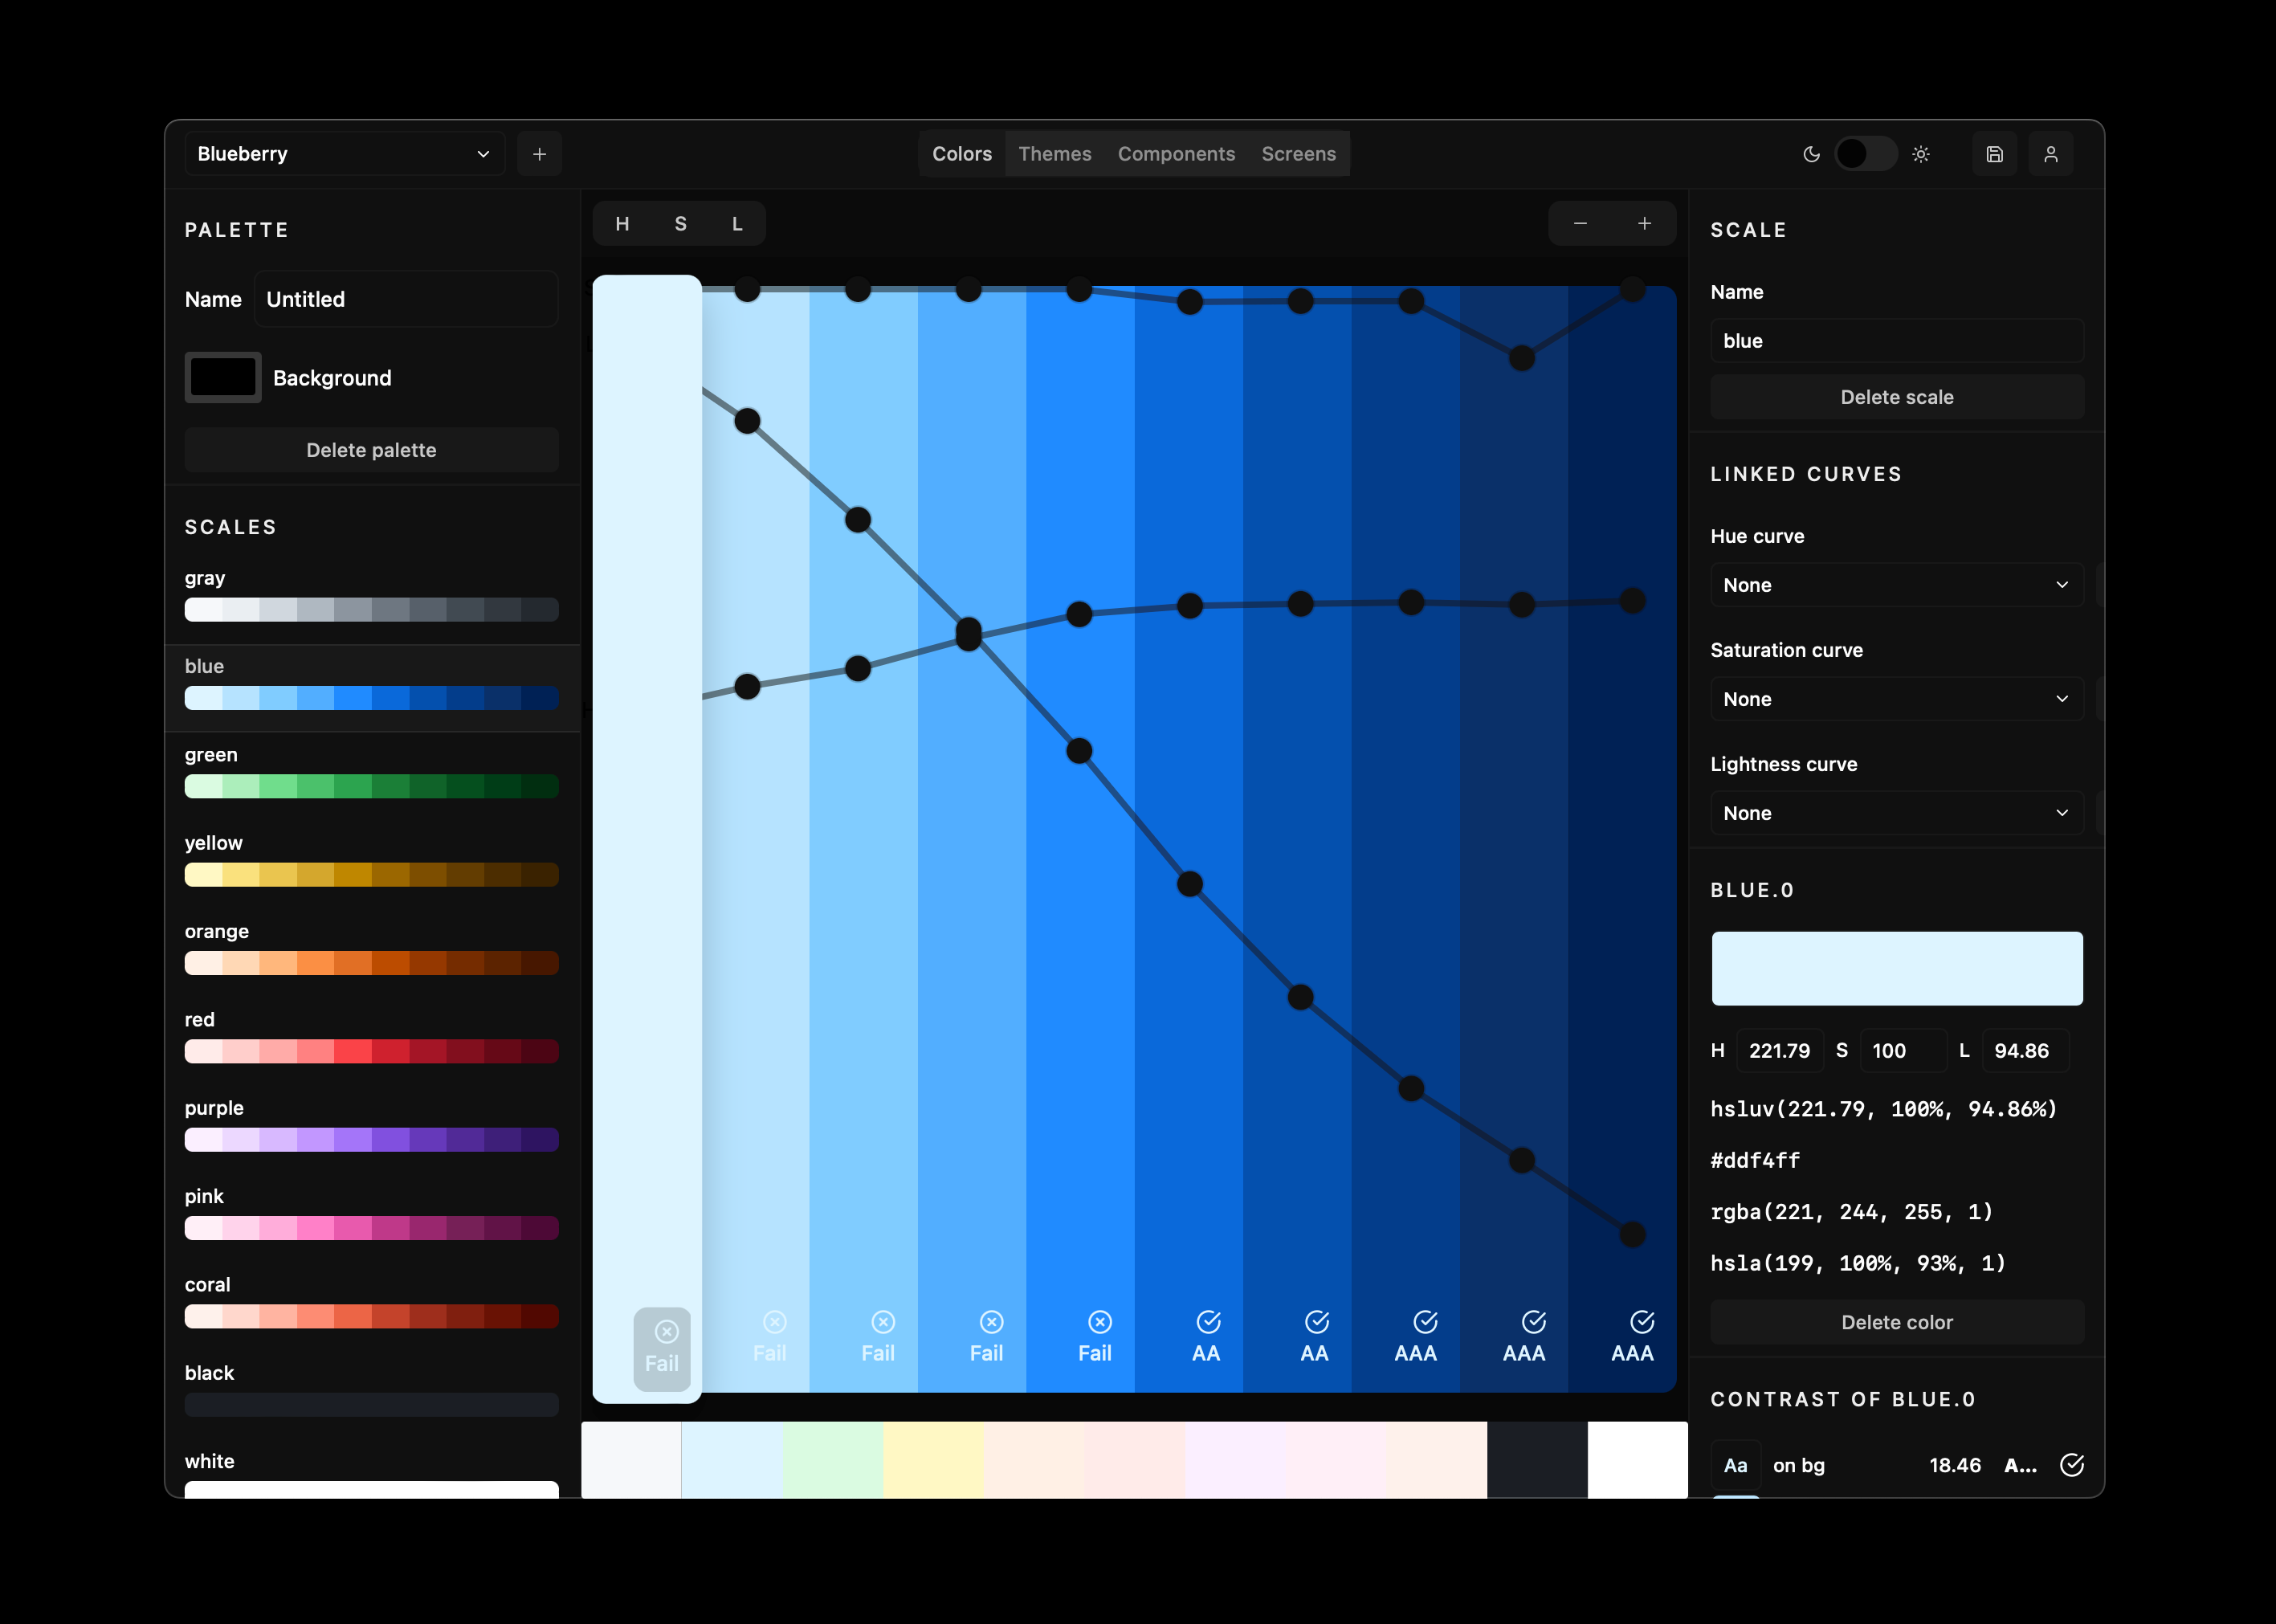 Blueberry
Colors Themes Components Screens
PALETTE
Name Untitled
Background
Delete palette
SCALES
gray
blue
green
yellow
orange
red
purple
pink
coral
black
white
H S L
Fail Fail Fail Fail Fail AA AA AAA AAA AAA
SCALE
Name
blue
Delete scale
LINKED CURVES
Hue curve
None
Saturation curve
None
Lightness curve
None
BLUE.0
H 221.79 S 100 L 94.86
hsluv(221.79, 100%, 94.86%)
#ddf4ff
rgba(221, 244, 255, 1)
hsla(199, 100%, 93%, 1)
Delete color
CONTRAST OF BLUE.0
Aa on bg 18.46 A...